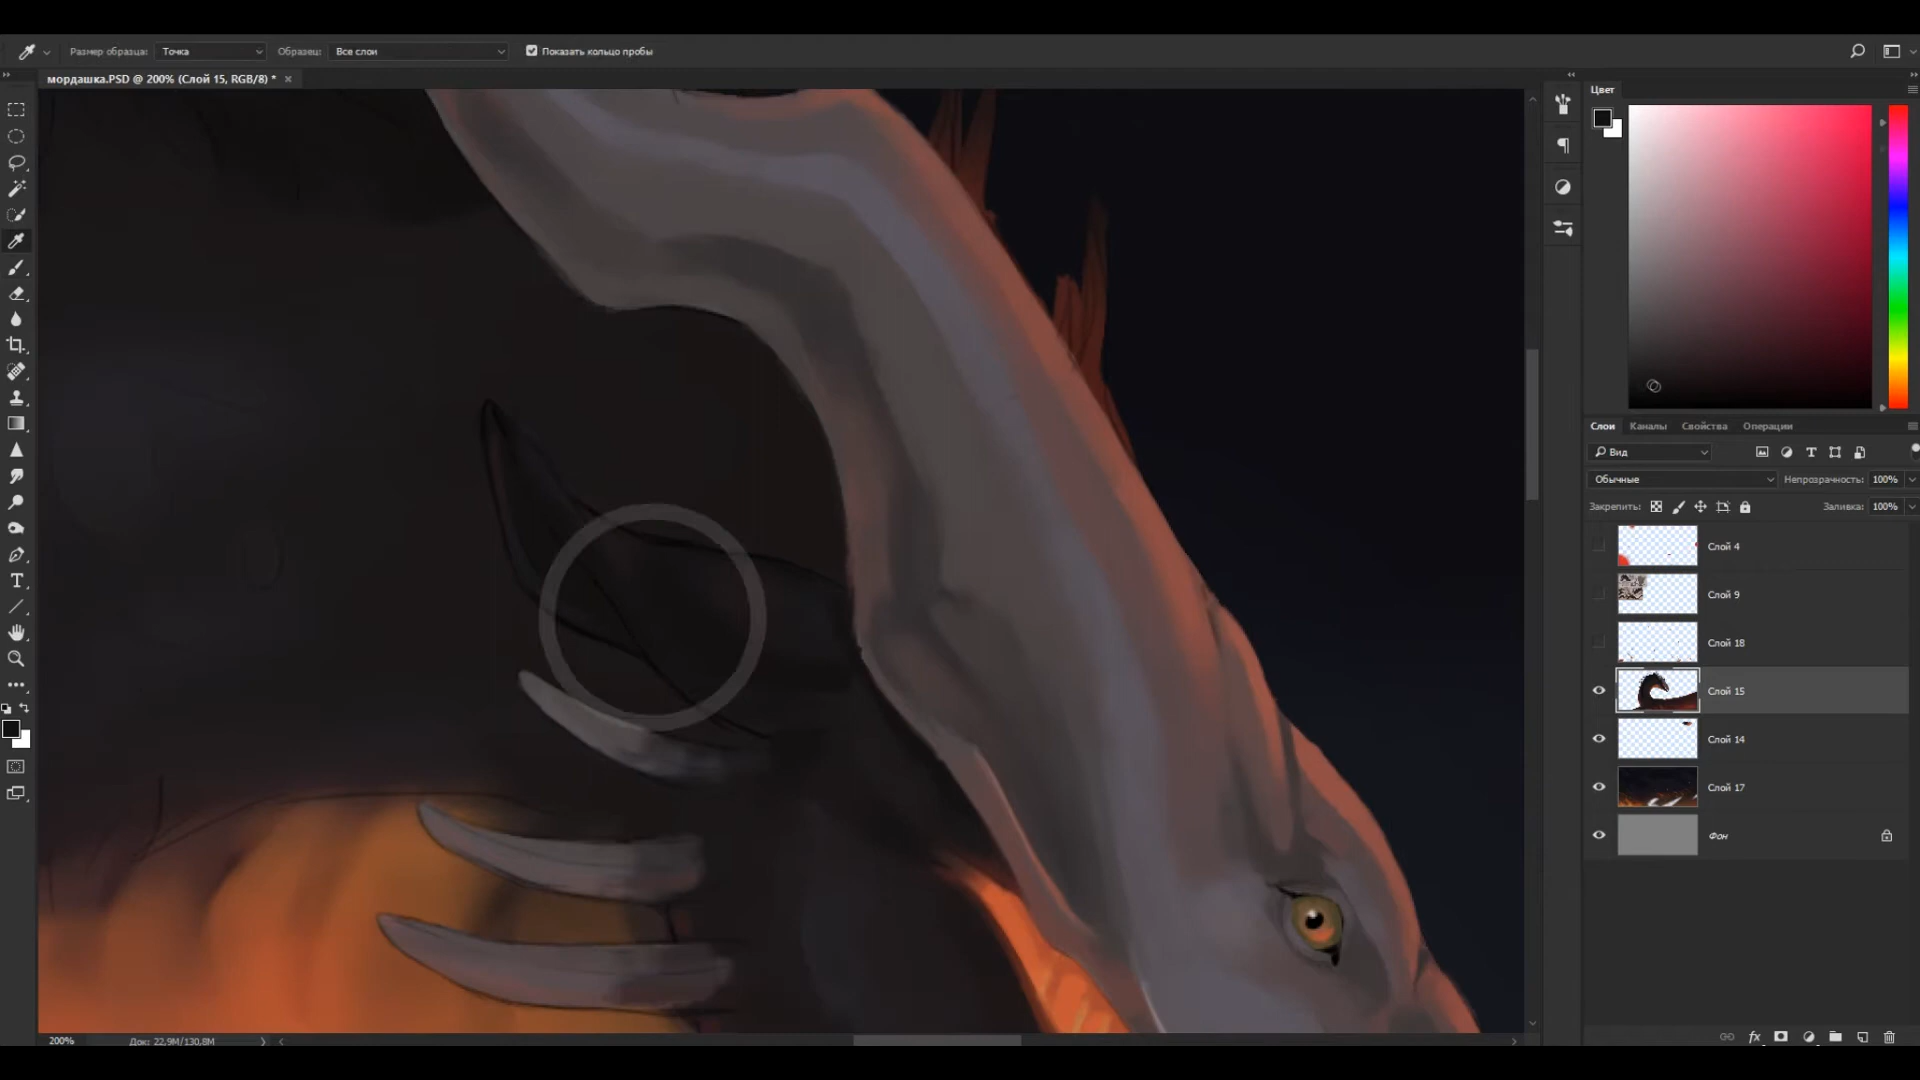 Размер образца: Точка Образец: Все слои Показать кольцо пробы
мордашка.PSD @ 200% (Слой 15, RGB/8) *
Цвет
Слои Каналы Свойства Операции
Вид
Обычные Непрозрачность: 100%
Закрепить: Заливка: 100%
Слой 4
Слой 9
Слой 18
Слой 15
Слой 14
Слой 17
Фон
200% Док: 22,9M/130,8M